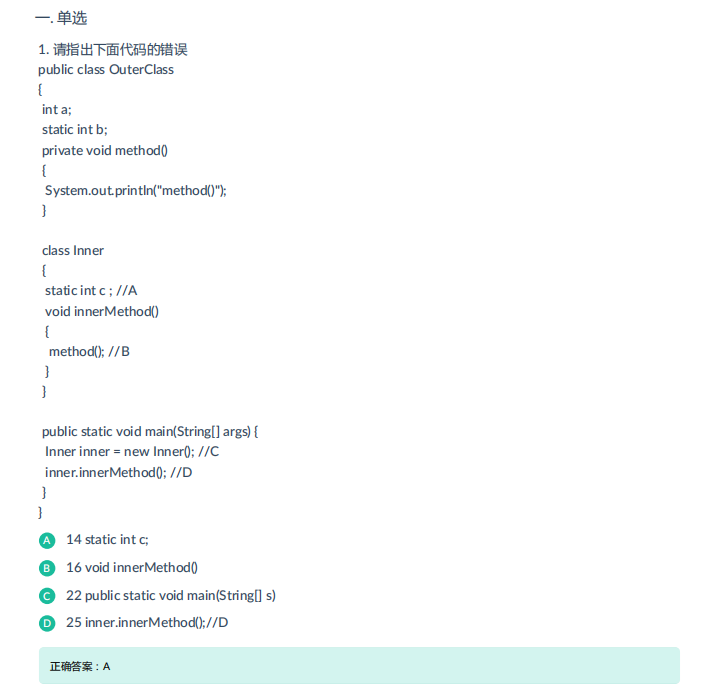 一. 单选
1. 请指出下面代码的错误
public class OuterClass
{
int a;
static int b;
private void method()
{
System.out.println("method()");
}
class Inner
{
static int c ; //A
void innerMethod()
{
method(); //B
}
}
public static void main(String[] args) {
Inner inner = new Inner(); //C
inner.innerMethod(); //D
}
}
A 14 static int c;
B 16 void innerMethod()
C 22 public static void main(String[] s)
D 25 inner.innerMethod();//D
正确答案：A